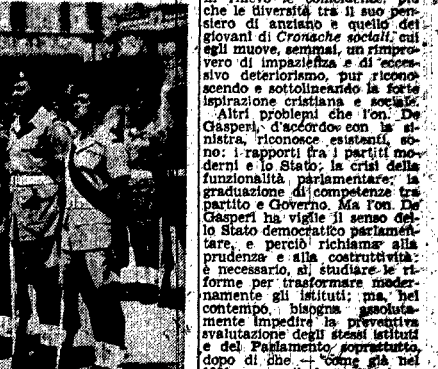 che le diversità tra il suo pen-
siero di anziano e quello dei
giovani di Cronache sociali, cui
egli muove, semmai, un rimpro-
vero di impazienza e di ecces-
sivo deteriorismo, pur ricono-
scendo e sottolineando la forte
ispirazione cristiana e sociale.
Altri problemi che l'on. De
Gasperi, d'accordo con la si-
nistra, riconosce esistenti, so-
no: i rapporti fra i partiti mo-
derni e lo Stato; la crisi della
funzionalità parlamentare; la
graduazione di competenze tra
partito e Governo. Ma l'on. De
Gasperi ha vigile il senso del-
lo Stato democratico parlamen-
tare, e perciò richiama alla
prudenza e alla costruttività:
è necessario, sì, studiare le ri-
forme per trasformare moder-
namente gli istituti; ma, nel
contempo, bisogna assoluta-
mente impedire la preventiva
svalutazione degli stessi istituti
e del Parlamento soprattutto,
dopo di che — come già nel